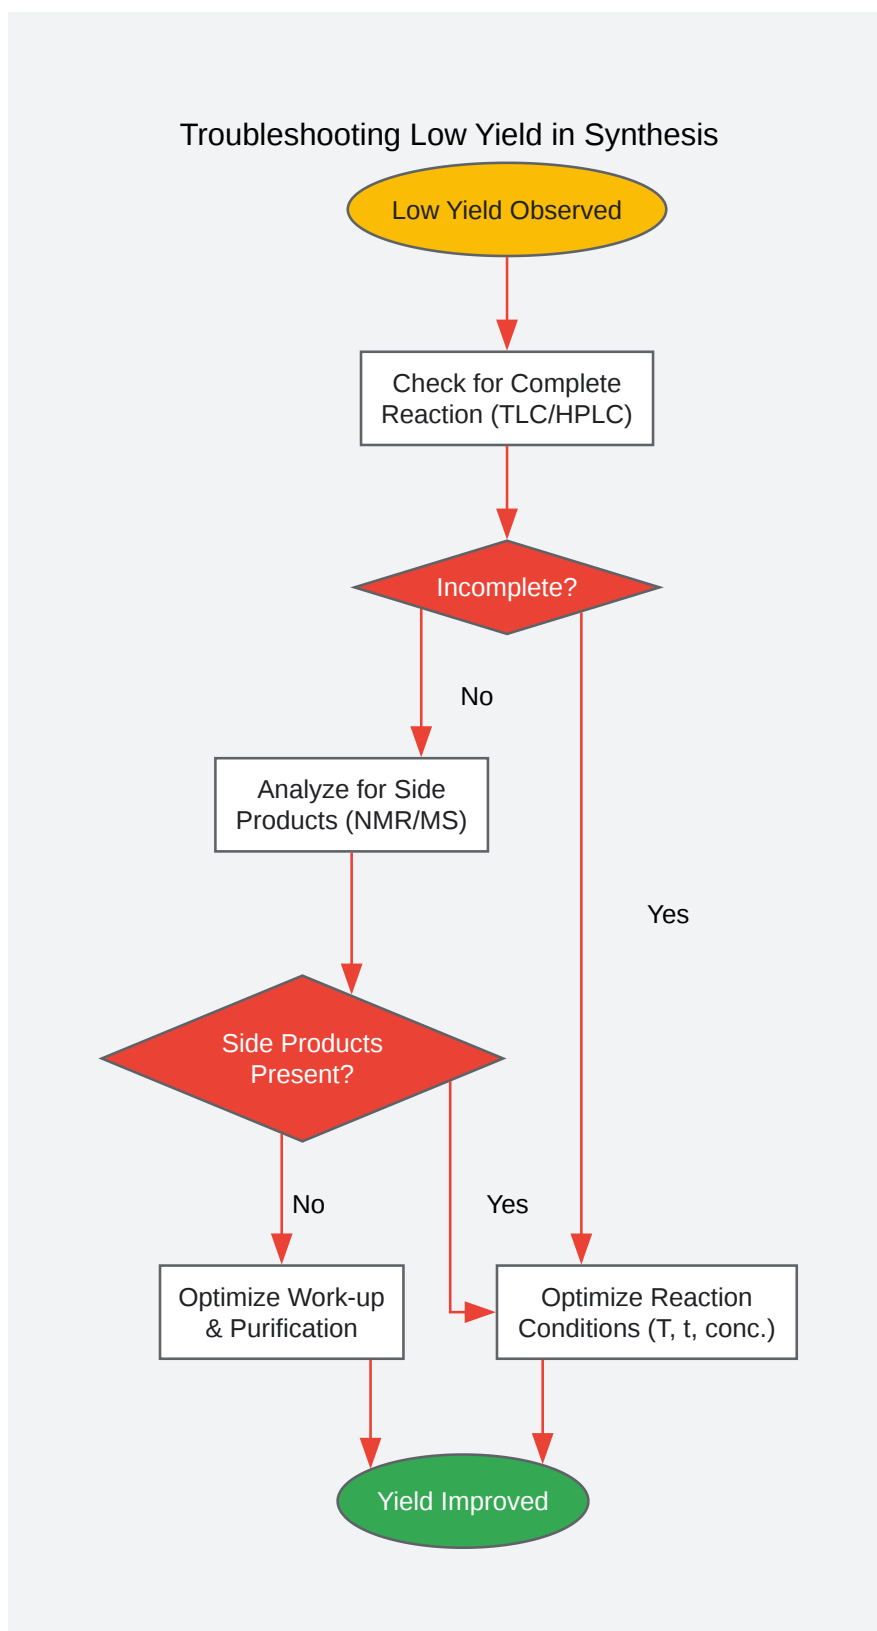 Troubleshooting Low Yield in Synthesis
Low Yield Observed
Check for Complete
Reaction (TLC/HPLC)
Incomplete?
No
Analyze for Side
Products (NMR/MS)
Yes
Side Products
Present?
No
Yes
Optimize Work-up
& Purification
Optimize Reaction
Conditions (T, t, conc.)
Yield Improved